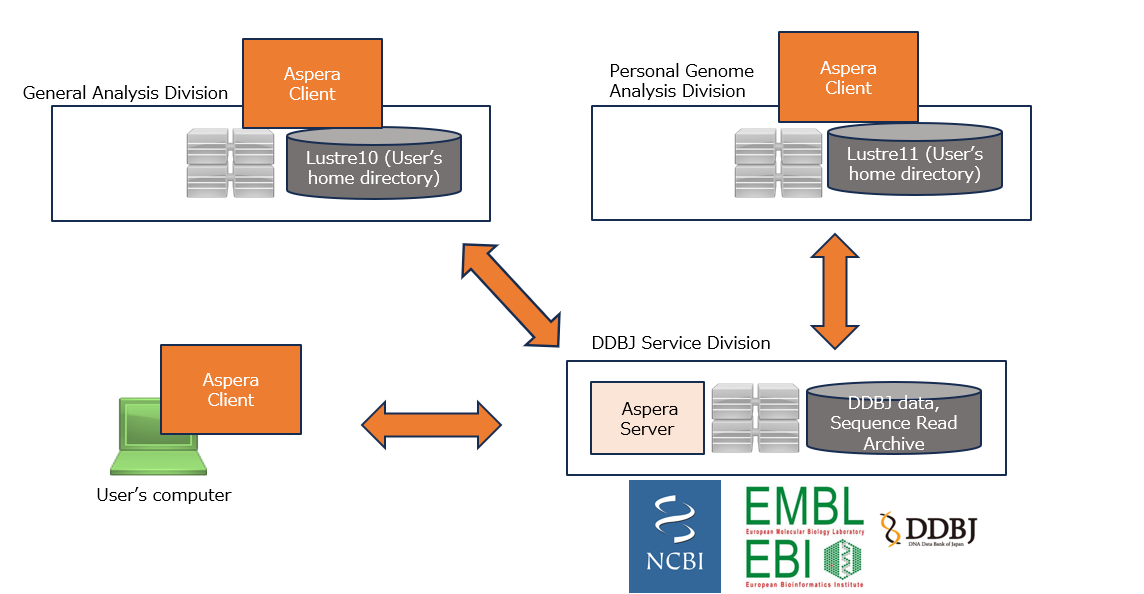 General Analysis Division
Aspera
Client
Lustre10 (User’s
home directory)
Personal Genome
Analysis Division
Aspera
Client
Lustre11 (User’s
home directory)
Aspera
Client
User’s computer
DDBJ Service Division
Aspera
Server
DDBJ data,
Sequence Read
Archive
NCBI
EMBL
European Molecular Biology Laboratory
EBI
European Bioinformatics Institute
DDBJ
DNA Data Bank of Japan